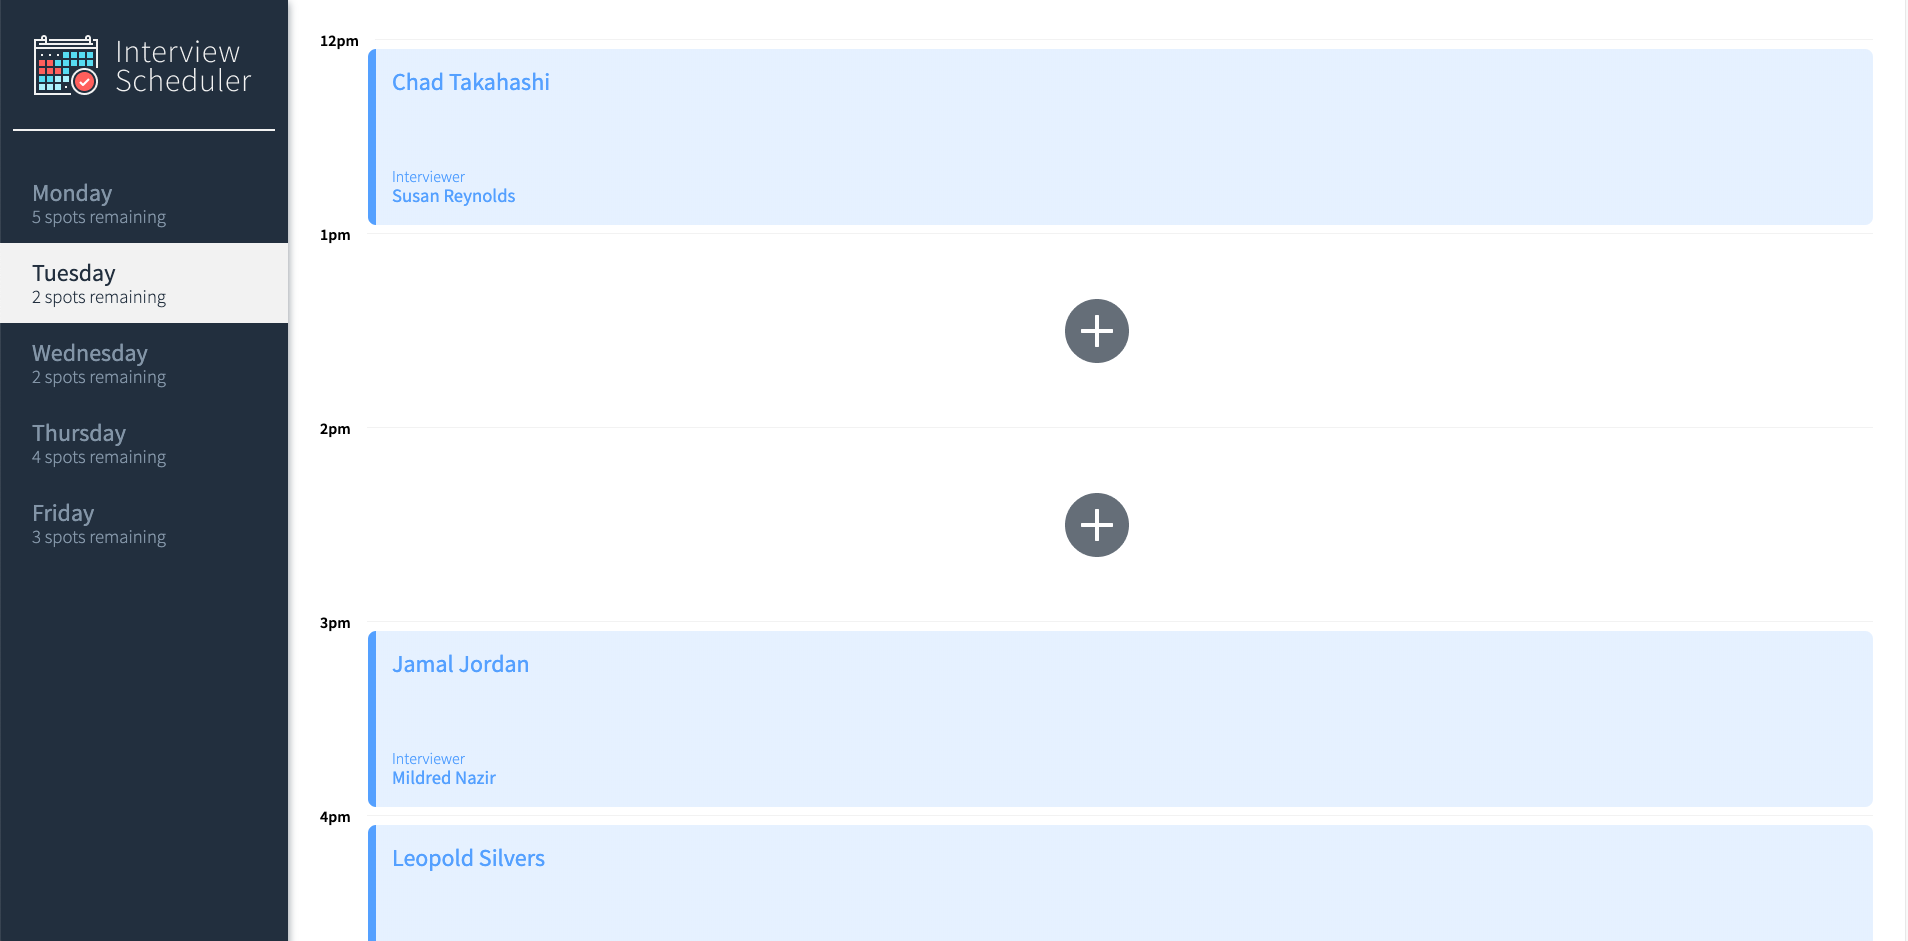 Interview
Scheduler
Monday
5 spots remaining
Tuesday
2 spots remaining
Wednesday
2 spots remaining
Thursday
4 spots remaining
Friday
3 spots remaining
12pm
Chad Takahashi
Interviewer
Susan Reynolds
1pm
2pm
3pm
Jamal Jordan
Interviewer
Mildred Nazir
4pm
Leopold Silvers